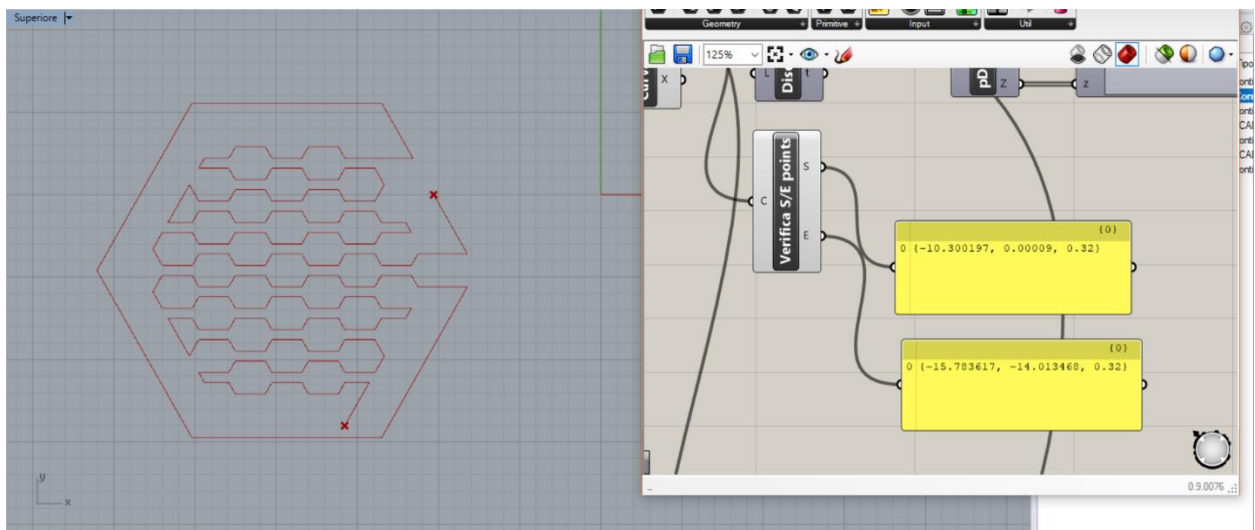 Superiore
Geometry
Primitive
Input
Util
125%
X
L
t
Z
z
pD
C
Verifica S/E points
S
E
{0}
0 {-10.300197, 0.00009, 0.32}
{0}
0 {-15.783617, -14.013468, 0.32}
y
x
0.9.0076